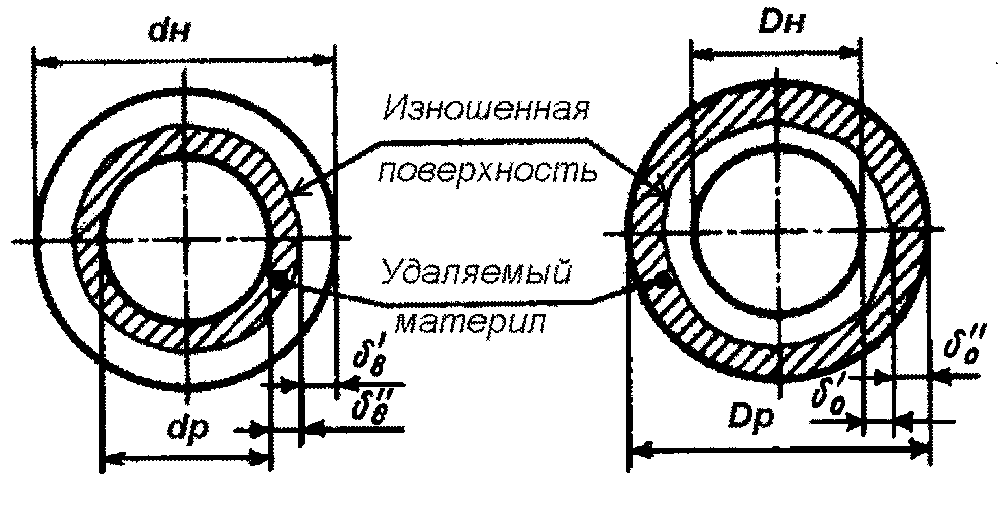 dн
Dн
Изношенная
поверхность
Удаляемый
материл
δ'в
δ''в
dр
δ''о
δ'о
Dр